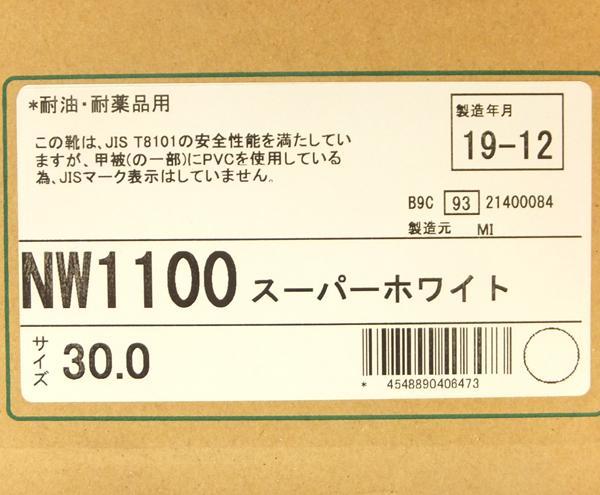 *耐油・耐薬品用
この靴は、JIS T8101の安全性能を満たしてい
ますが、甲被(の一部)にPVCを使用している
為、JISマーク表示はしていません。
製造年月
19-12
B9C 93 21400084
製造元 MI
NW1100 スーパーホワイト
サイズ 30.0
* 4548890406473